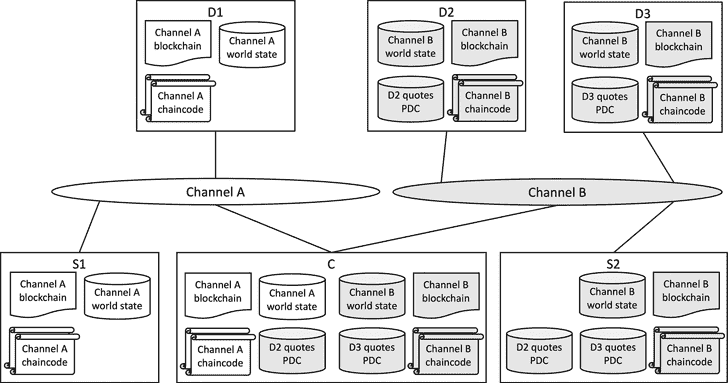 D1
Channel A
blockchain
Channel A
world state
Channel A
chaincode
D2
Channel B
world state
Channel B
blockchain
D2 quotes
PDC
Channel B
chaincode
D3
Channel B
world state
Channel B
blockchain
D3 quotes
PDC
Channel B
chaincode
Channel A
Channel B
S1
Channel A
blockchain
Channel A
world state
Channel A
chaincode
C
Channel A
blockchain
Channel A
world state
Channel B
world state
Channel B
blockchain
Channel A
chaincode
D2 quotes
PDC
D3 quotes
PDC
Channel B
chaincode
S2
Channel B
world state
Channel B
blockchain
D2 quotes
PDC
D3 quotes
PDC
Channel B
chaincode